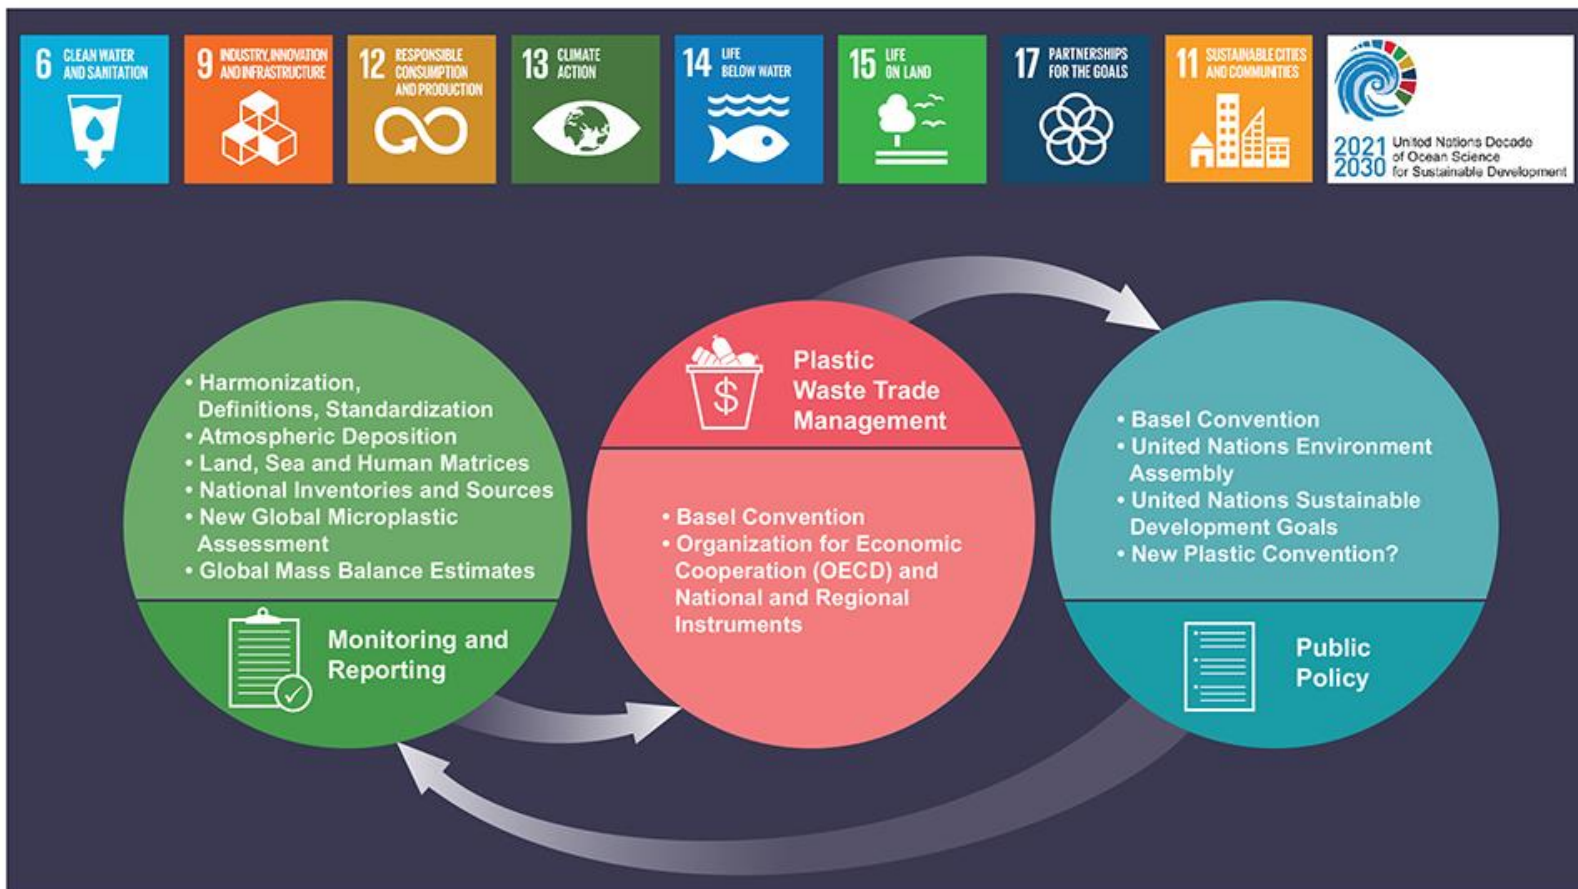 6 CLEAN WATER
AND SANITATION
9 INDUSTRY, INNOVATION
AND INFRASTRUCTURE
12 RESPONSIBLE
CONSUMPTION
AND PRODUCTION
13 CLIMATE
ACTION
14 LIFE
BELOW WATER
15 LIFE
ON LAND
17 PARTNERSHIPS
FOR THE GOALS
11 SUSTAINABLE CITIES
AND COMMUNITIES
2021
2030
United Nations Decade
of Ocean Science
for Sustainable Development
• Harmonization,
Definitions, Standardization
• Atmospheric Deposition
• Land, Sea and Human Matrices
• National Inventories and Sources
• New Global Microplastic
Assessment
• Global Mass Balance Estimates
Monitoring and
Reporting
$
Plastic
Waste Trade
Management
• Basel Convention
• Organization for Economic
Cooperation (OECD) and
National and Regional
Instruments
• Basel Convention
• United Nations Environment
Assembly
• United Nations Sustainable
Development Goals
• New Plastic Convention?
Public
Policy